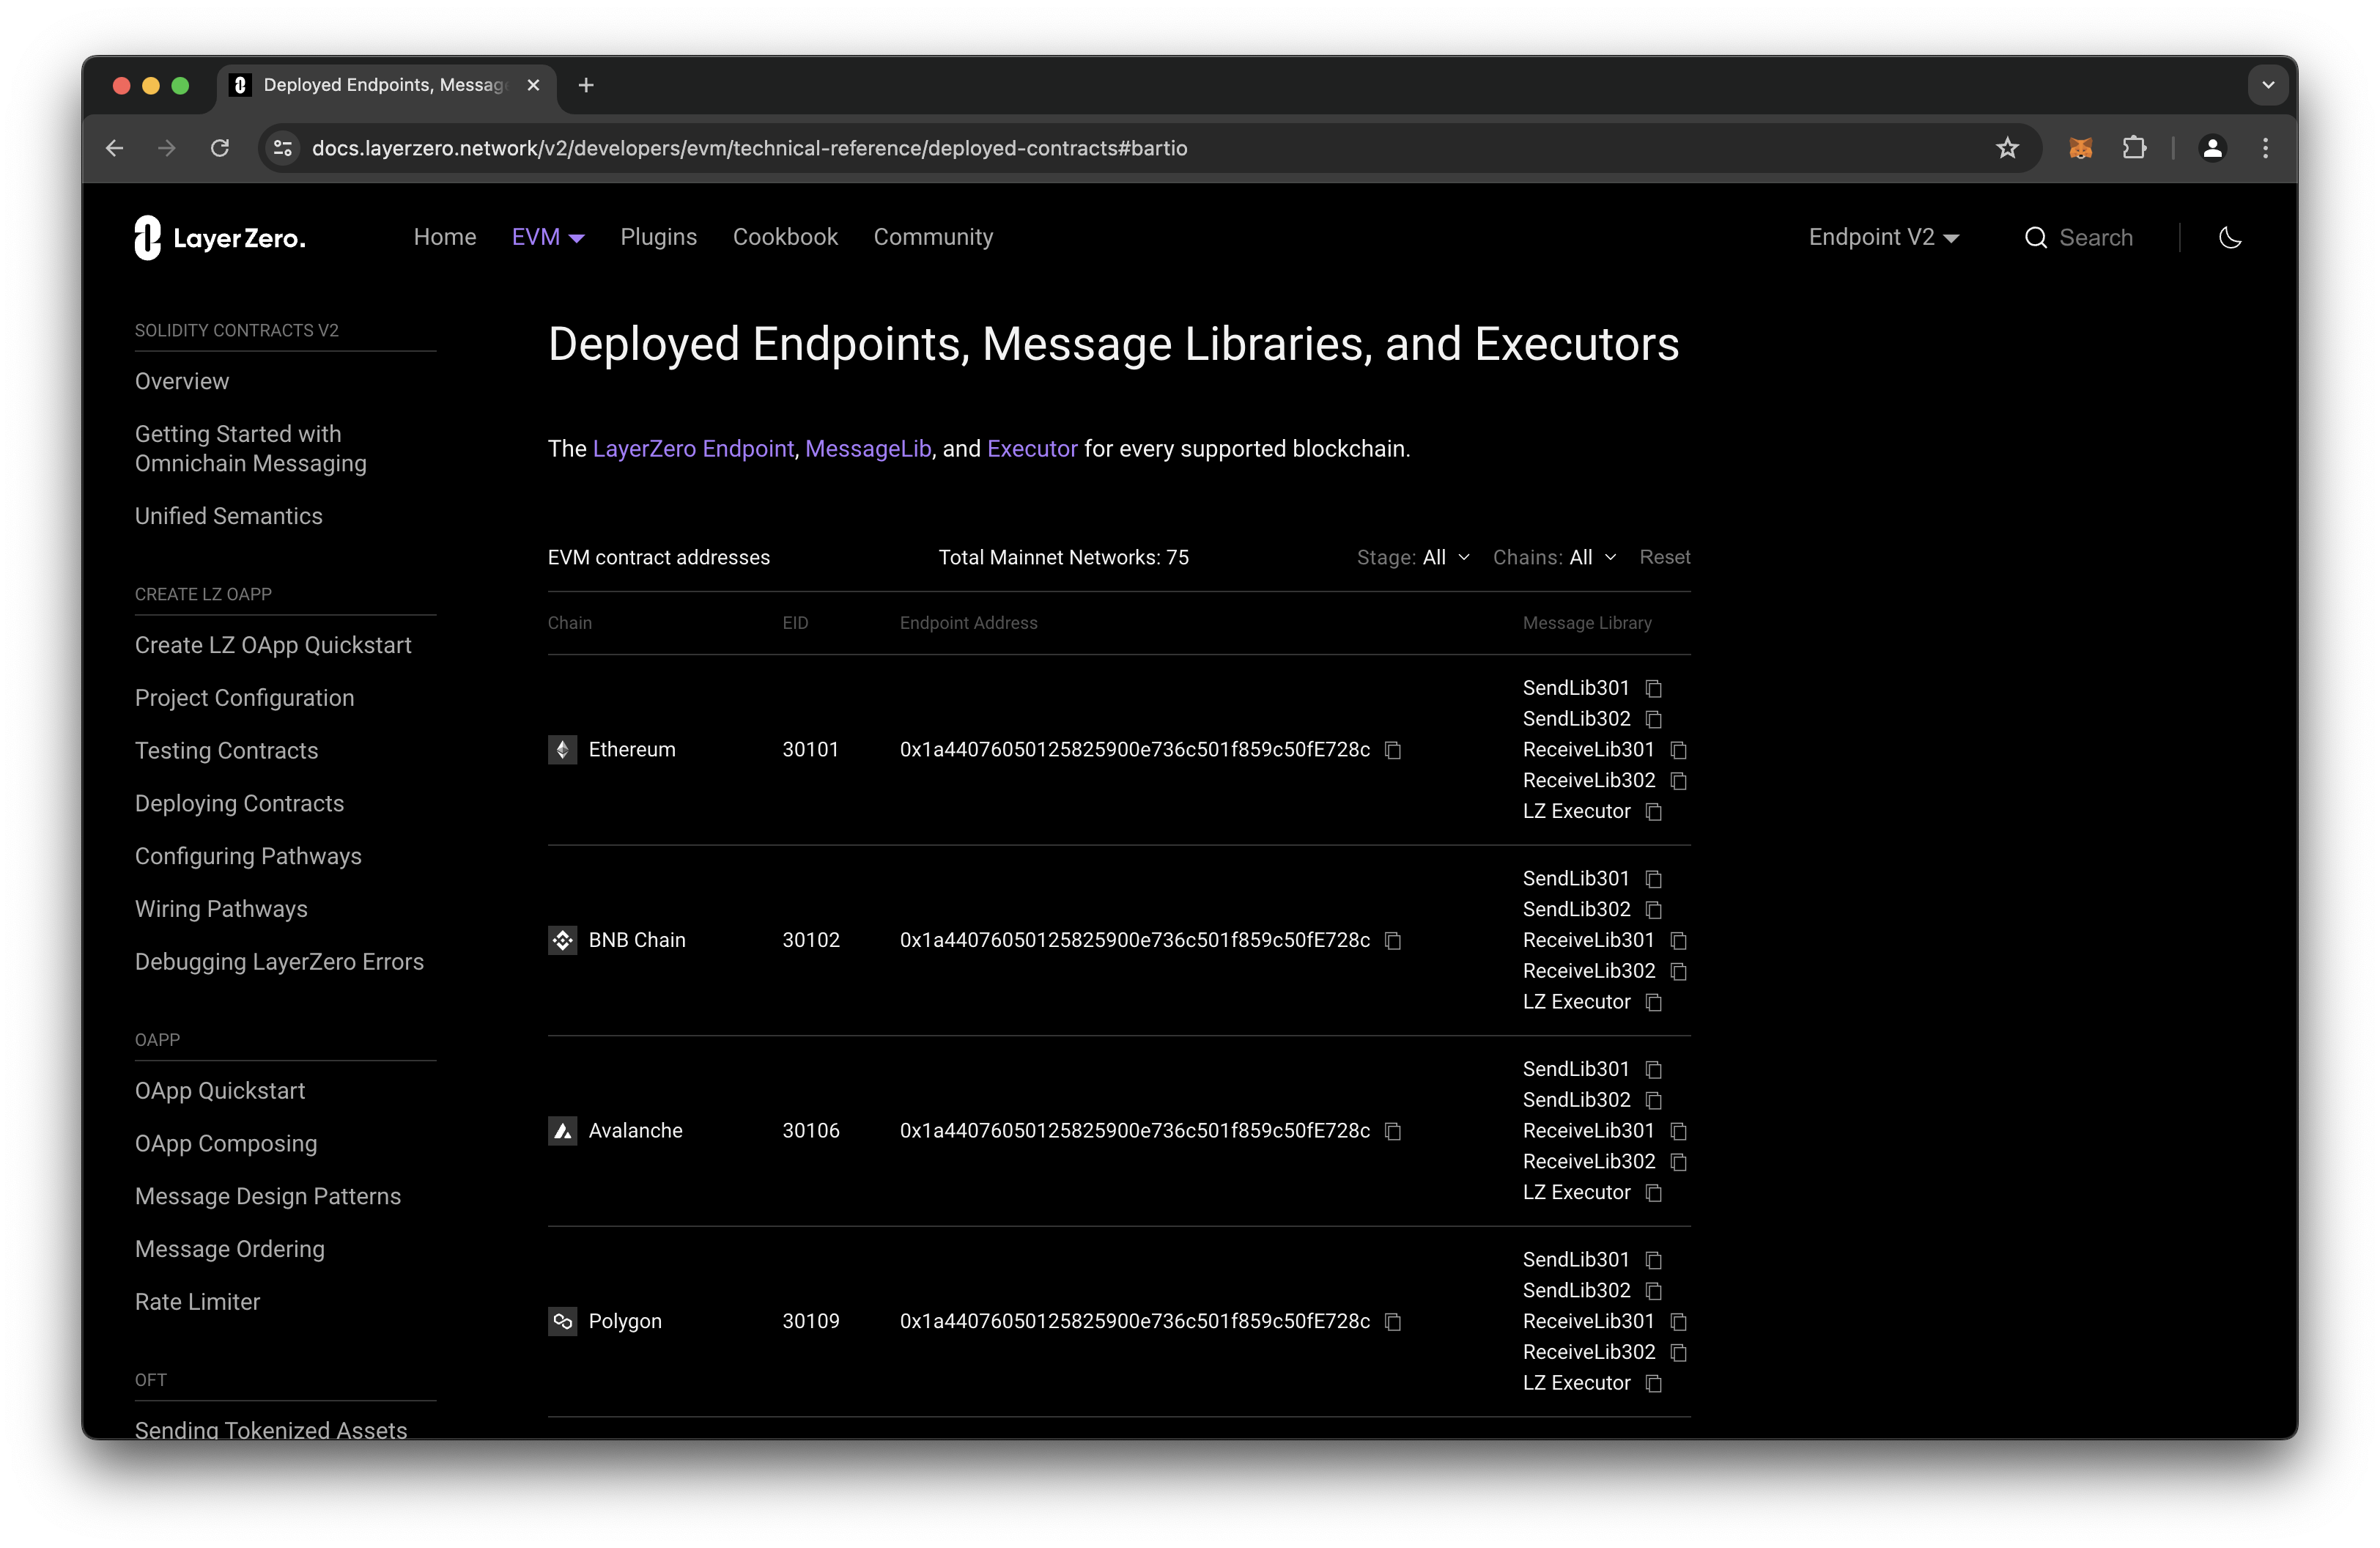 Deployed Endpoints, Messag
docs.layerzero.network/v2/developers/evm/technical-reference/deployed-contracts#bartio
LayerZero.
Home
EVM
Plugins
Cookbook
Community
Endpoint V2
Search
SOLIDITY CONTRACTS V2
Overview
Getting Started with
Omnichain Messaging
Unified Semantics
CREATE LZ OAPP
Create LZ OApp Quickstart
Project Configuration
Testing Contracts
Deploying Contracts
Configuring Pathways
Wiring Pathways
Debugging LayerZero Errors
OAPP
OApp Quickstart
OApp Composing
Message Design Patterns
Message Ordering
Rate Limiter
OFT
Sending Tokenized Assets
Deployed Endpoints, Message Libraries, and Executors
The LayerZero Endpoint, MessageLib, and Executor for every supported blockchain.
EVM contract addresses
Total Mainnet Networks: 75
Stage: All
Chains: All
Reset
Chain
EID
Endpoint Address
Message Library
Ethereum
30101
0x1a44076050125825900e736c501f859c50fE728c
SendLib301
SendLib302
ReceiveLib301
ReceiveLib302
LZ Executor
BNB Chain
30102
0x1a44076050125825900e736c501f859c50fE728c
SendLib301
SendLib302
ReceiveLib301
ReceiveLib302
LZ Executor
Avalanche
30106
0x1a44076050125825900e736c501f859c50fE728c
SendLib301
SendLib302
ReceiveLib301
ReceiveLib302
LZ Executor
Polygon
30109
0x1a44076050125825900e736c501f859c50fE728c
SendLib301
SendLib302
ReceiveLib301
ReceiveLib302
LZ Executor